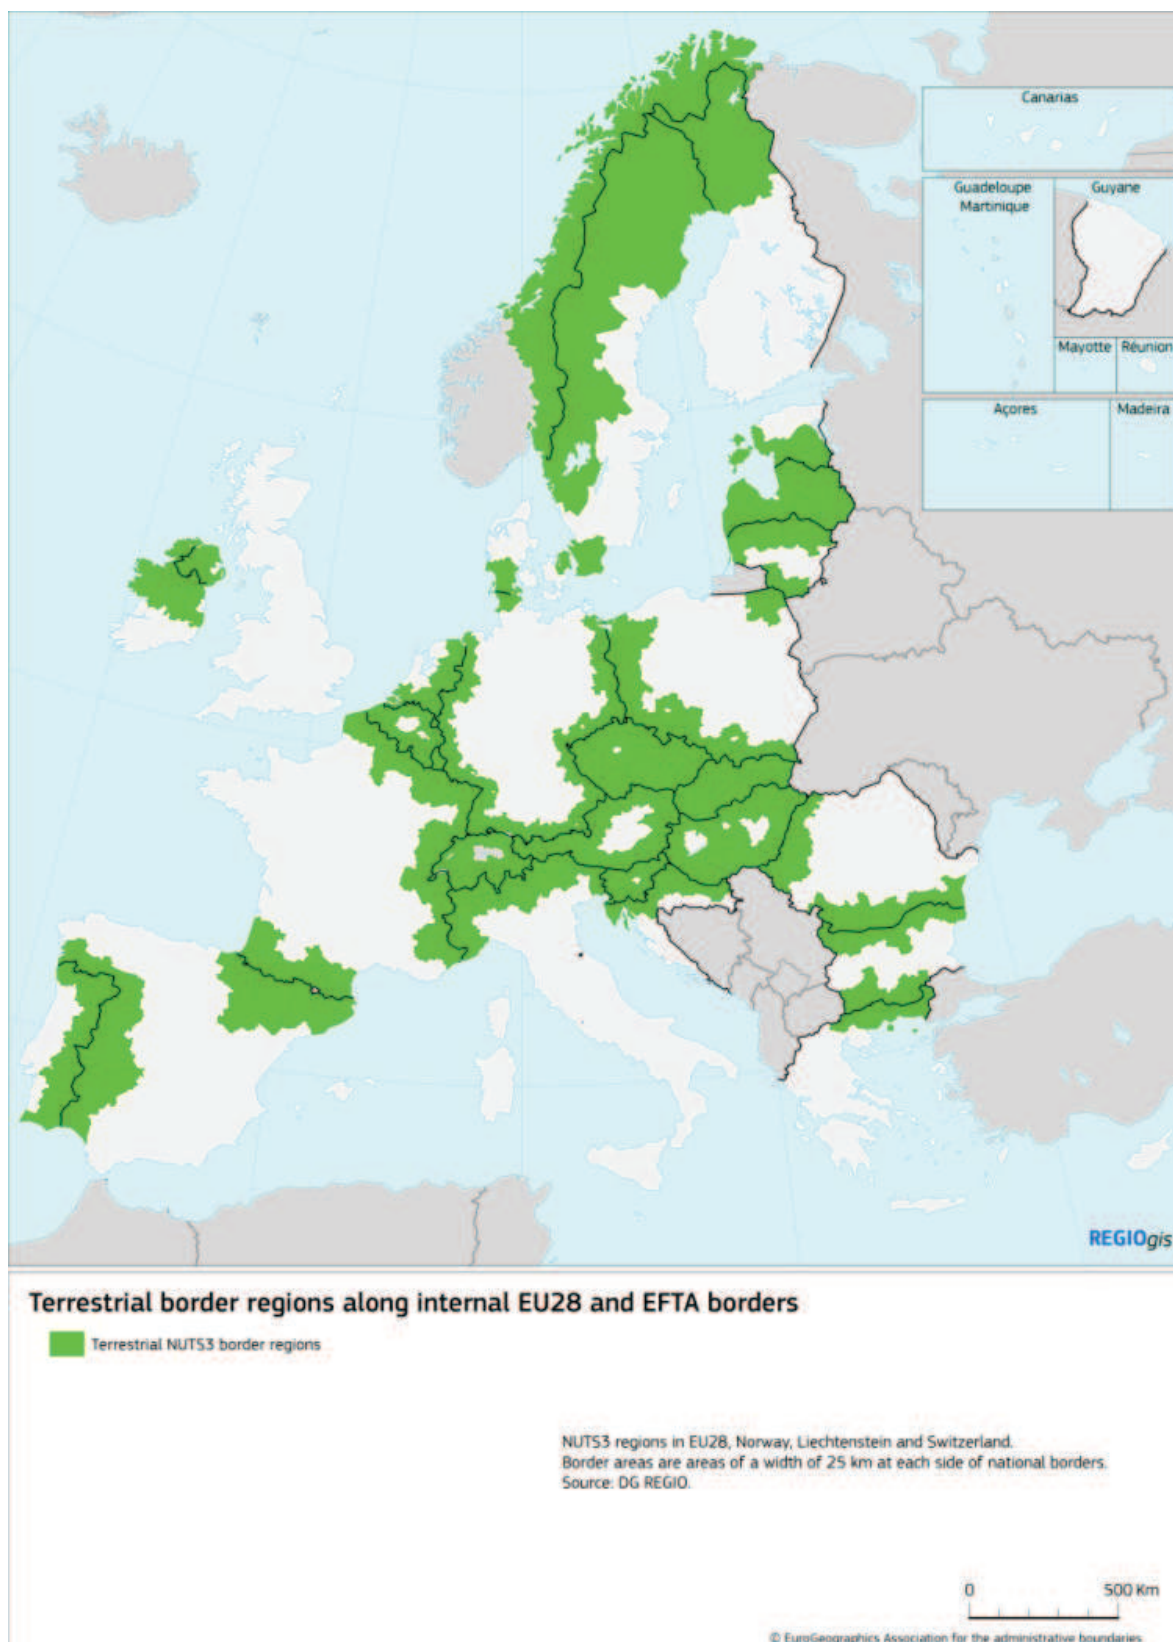 Canarias
Guadeloupe
Martinique
Guyane
Mayotte
Réunion
Açores
Madeira
REGIOgis
Terrestrial border regions along internal EU28 and EFTA borders
Terrestrial NUTS3 border regions
NUTS3 regions in EU28, Norway, Liechtenstein and Switzerland.
Border areas are areas of a width of 25 km at each side of national borders.
Source: DG REGIO.
0 500 Km
© EuroGeographics Association for the administrative boundaries